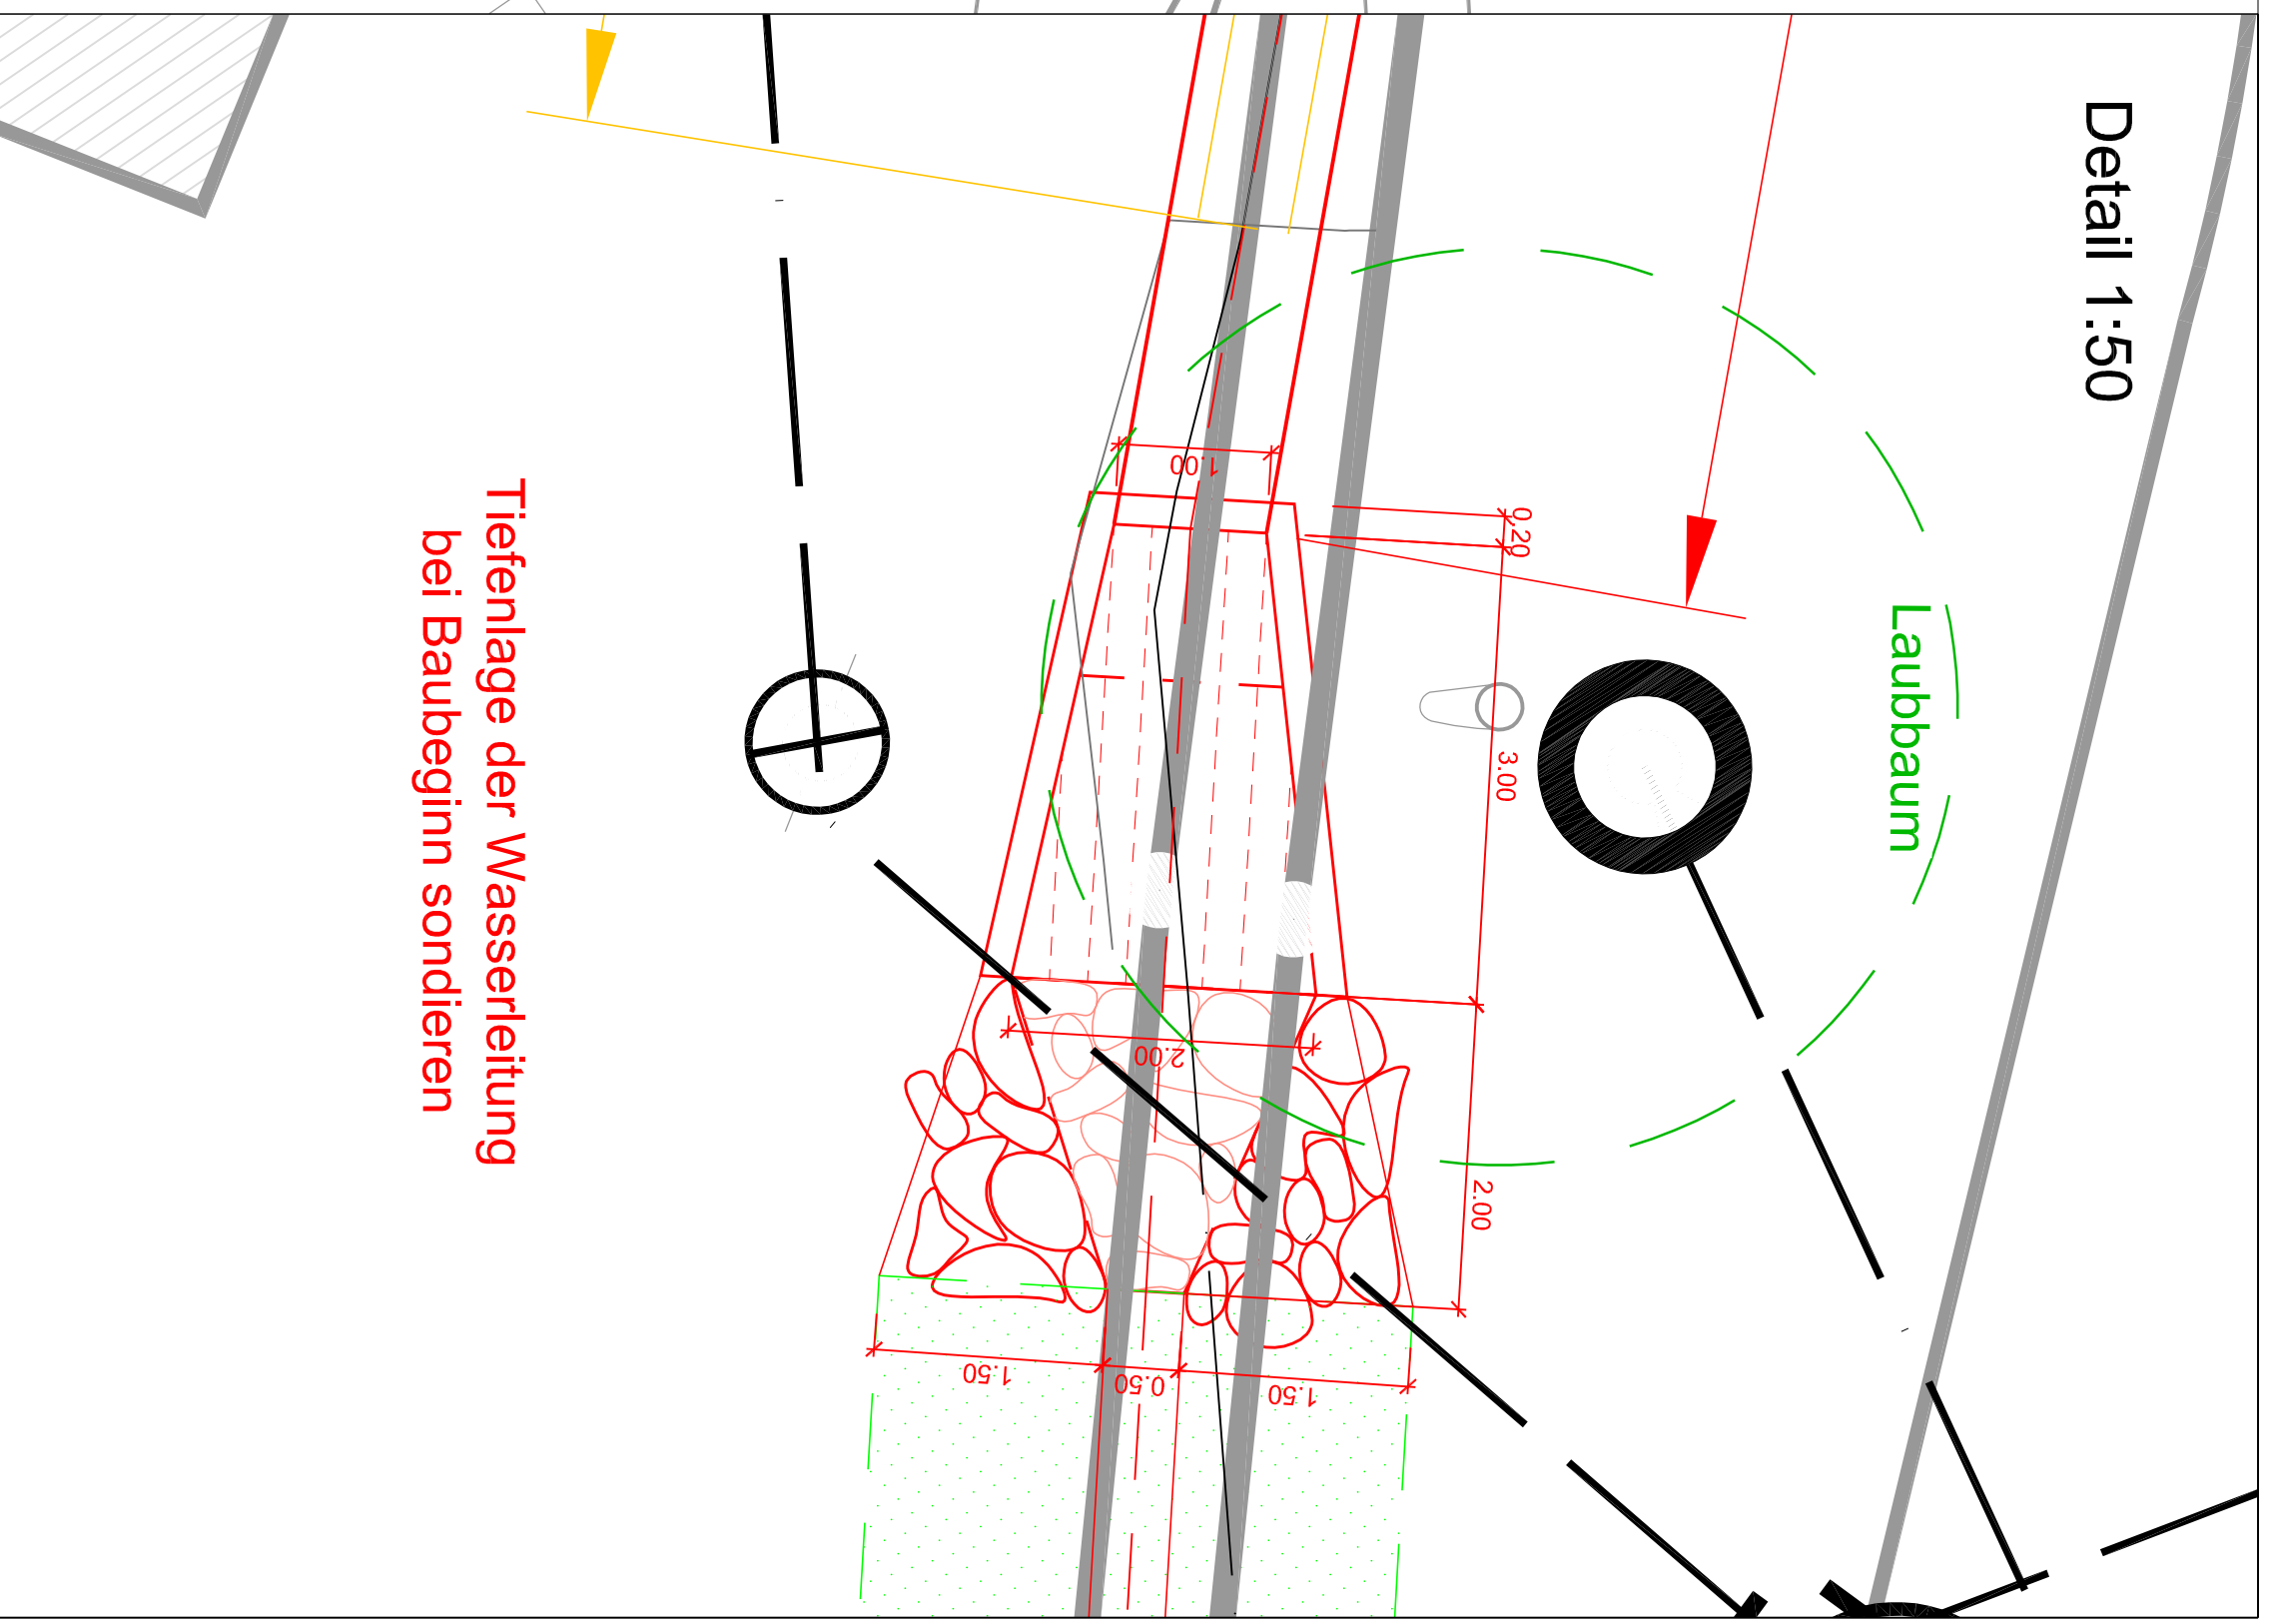 Detail 1:50
Laubbaum
0.20
3.00
2.00
1.00
2.00
1.50
0.50
1.50
Tiefenlage der Wasserleitung
bei Baubeginn sondieren